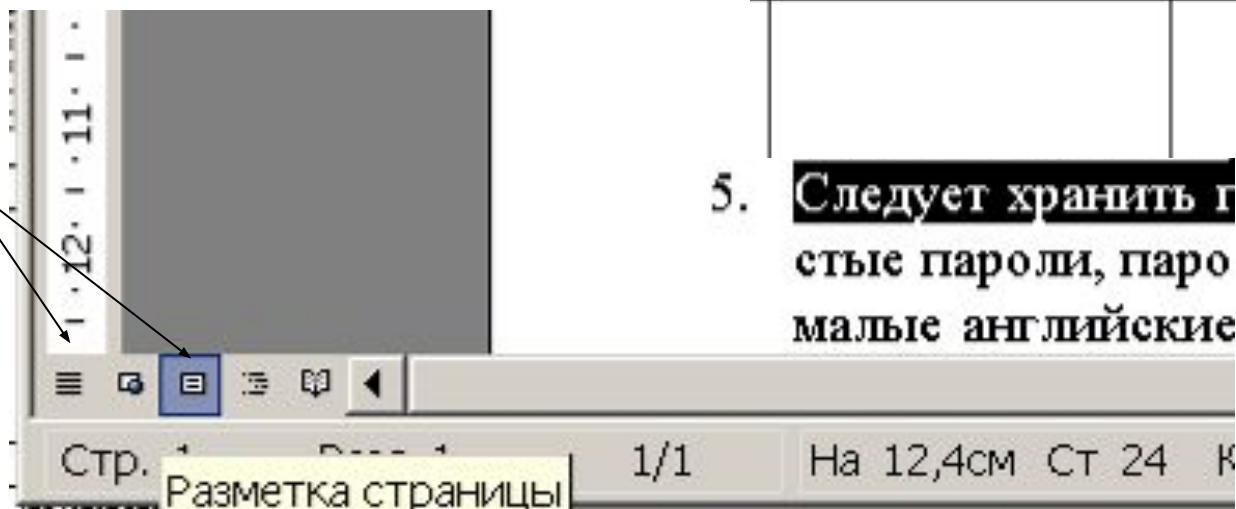 11
12
5. Следует хранить
стые пароли, паро
малые английские
Стр. 1 1/1 На 12,4см Ст 24
Разметка страницы